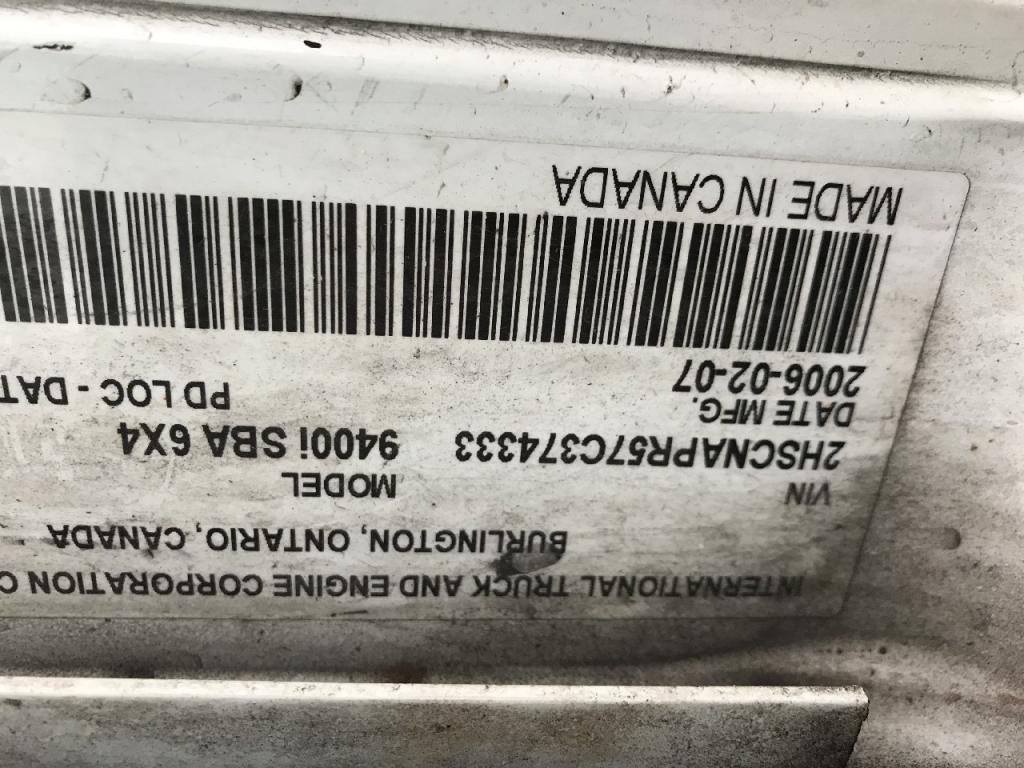 INTERNATIONAL TRUCK AND ENGINE CORPORATION C
BURLINGTON, ONTARIO, CANADA
VIN MODEL
2HSCNAPR57C374333 9400i SBA 6X4
DATE MFG. PD LOC - DAT
2006-02-07
MADE IN CANADA